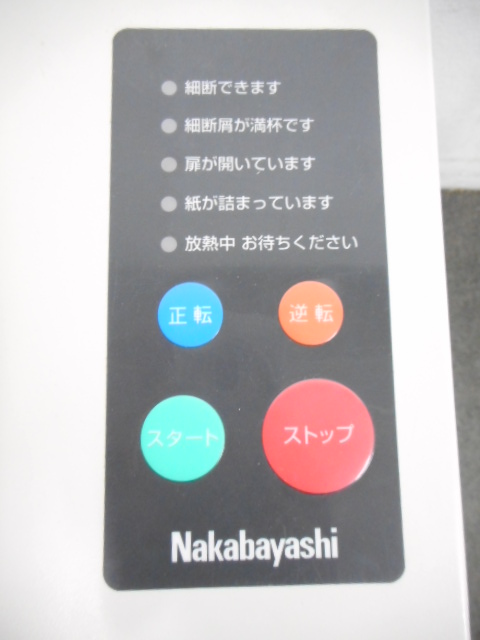 細断できます
細断屑が満杯です
扉が開いています
紙が詰まっています
放熱中 お待ちください
正転 逆転
スタート ストップ
Nakabayashi